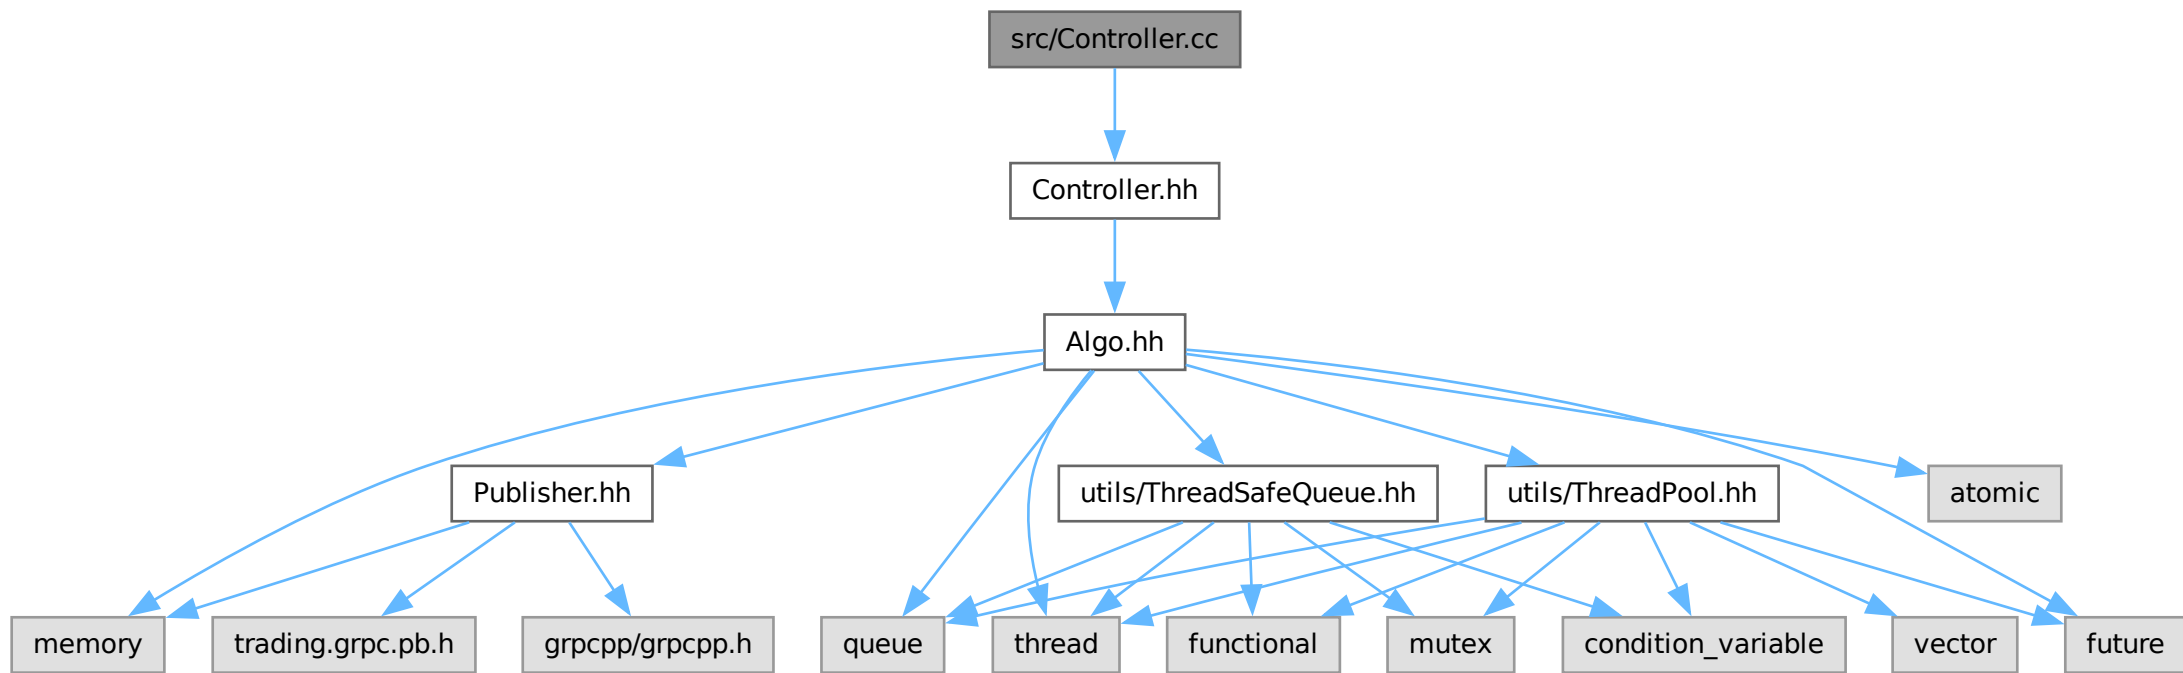 src/Controller.cc
Controller.hh
Algo.hh
Publisher.hh
utils/ThreadSafeQueue.hh
utils/ThreadPool.hh
atomic
memory
trading.grpc.pb.h
grpcpp/grpcpp.h
queue
thread
functional
mutex
condition_variable
vector
future